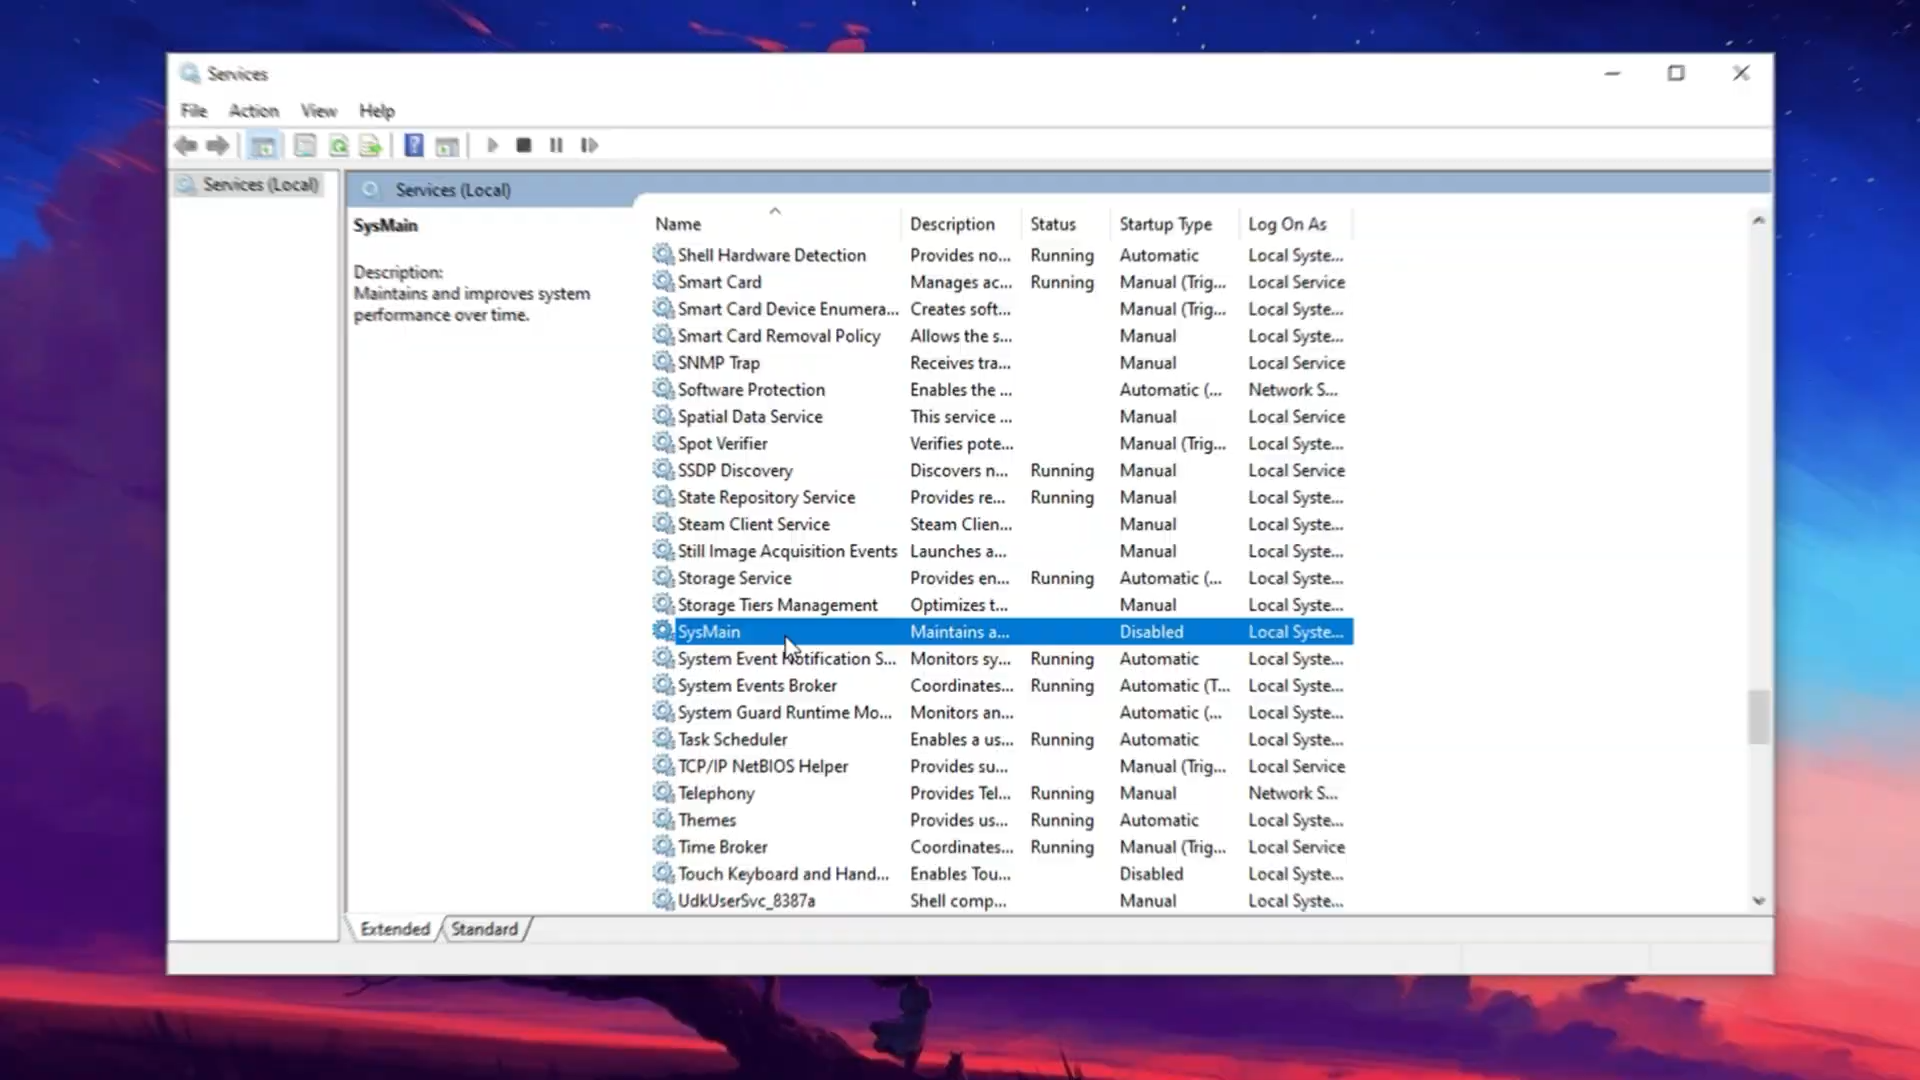 Services
File Action View Help
Services (Local)
Services (Local)
SysMain
Description:
Maintains and improves system
performance over time.
Name Description Status Startup Type Log On As
Shell Hardware Detection Provides no... Running Automatic Local Syste...
Smart Card Manages ac... Running Manual (Trig... Local Service
Smart Card Device Enumera... Creates soft... Manual (Trig... Local Syste...
Smart Card Removal Policy Allows the s... Manual Local Syste...
SNMP Trap Receives tra... Manual Local Service
Software Protection Enables the ... Automatic (... Network S...
Spatial Data Service This service ... Manual Local Service
Spot Verifier Verifies pote... Manual (Trig... Local Syste...
SSDP Discovery Discovers n... Running Manual Local Service
State Repository Service Provides re... Running Manual Local Syste...
Steam Client Service Steam Clien... Manual Local Syste...
Still Image Acquisition Events Launches a... Manual Local Syste...
Storage Service Provides en... Running Automatic (... Local Syste...
Storage Tiers Management Optimizes t... Manual Local Syste...
SysMain Maintains a... Disabled Local Syste...
System Event Notification S... Monitors sy... Running Automatic Local Syste...
System Events Broker Coordinates... Running Automatic (T... Local Syste...
System Guard Runtime Mo... Monitors an... Automatic (... Local Syste...
Task Scheduler Enables a us... Running Automatic Local Syste...
TCP/IP NetBIOS Helper Provides su... Manual (Trig... Local Service
Telephony Provides Tel... Running Manual Network S...
Themes Provides us... Running Automatic Local Syste...
Time Broker Coordinates... Running Manual (Trig... Local Service
Touch Keyboard and Hand... Enables Tou... Disabled Local Syste...
UdkUserSvc_8387a Shell comp... Manual Local Syste...
Extended Standard